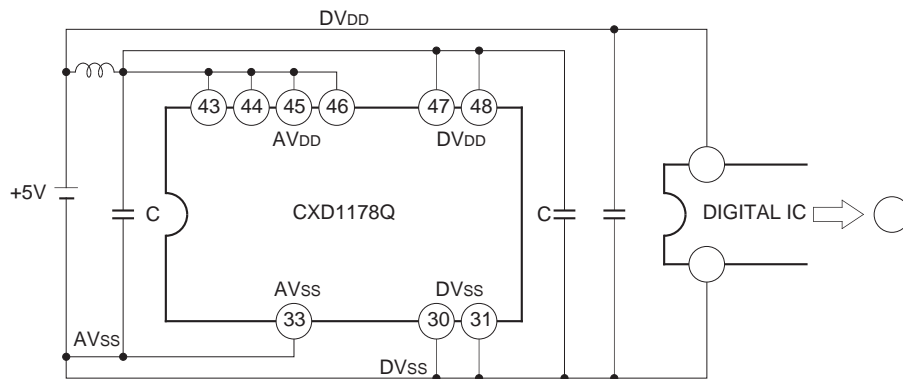 DVDD
43 44 45 46 47 48
AVDD DVDD
+5V
C CXD1178Q C DIGITAL IC
AVSS DVSS
33 30 31
AVSS
DVSS